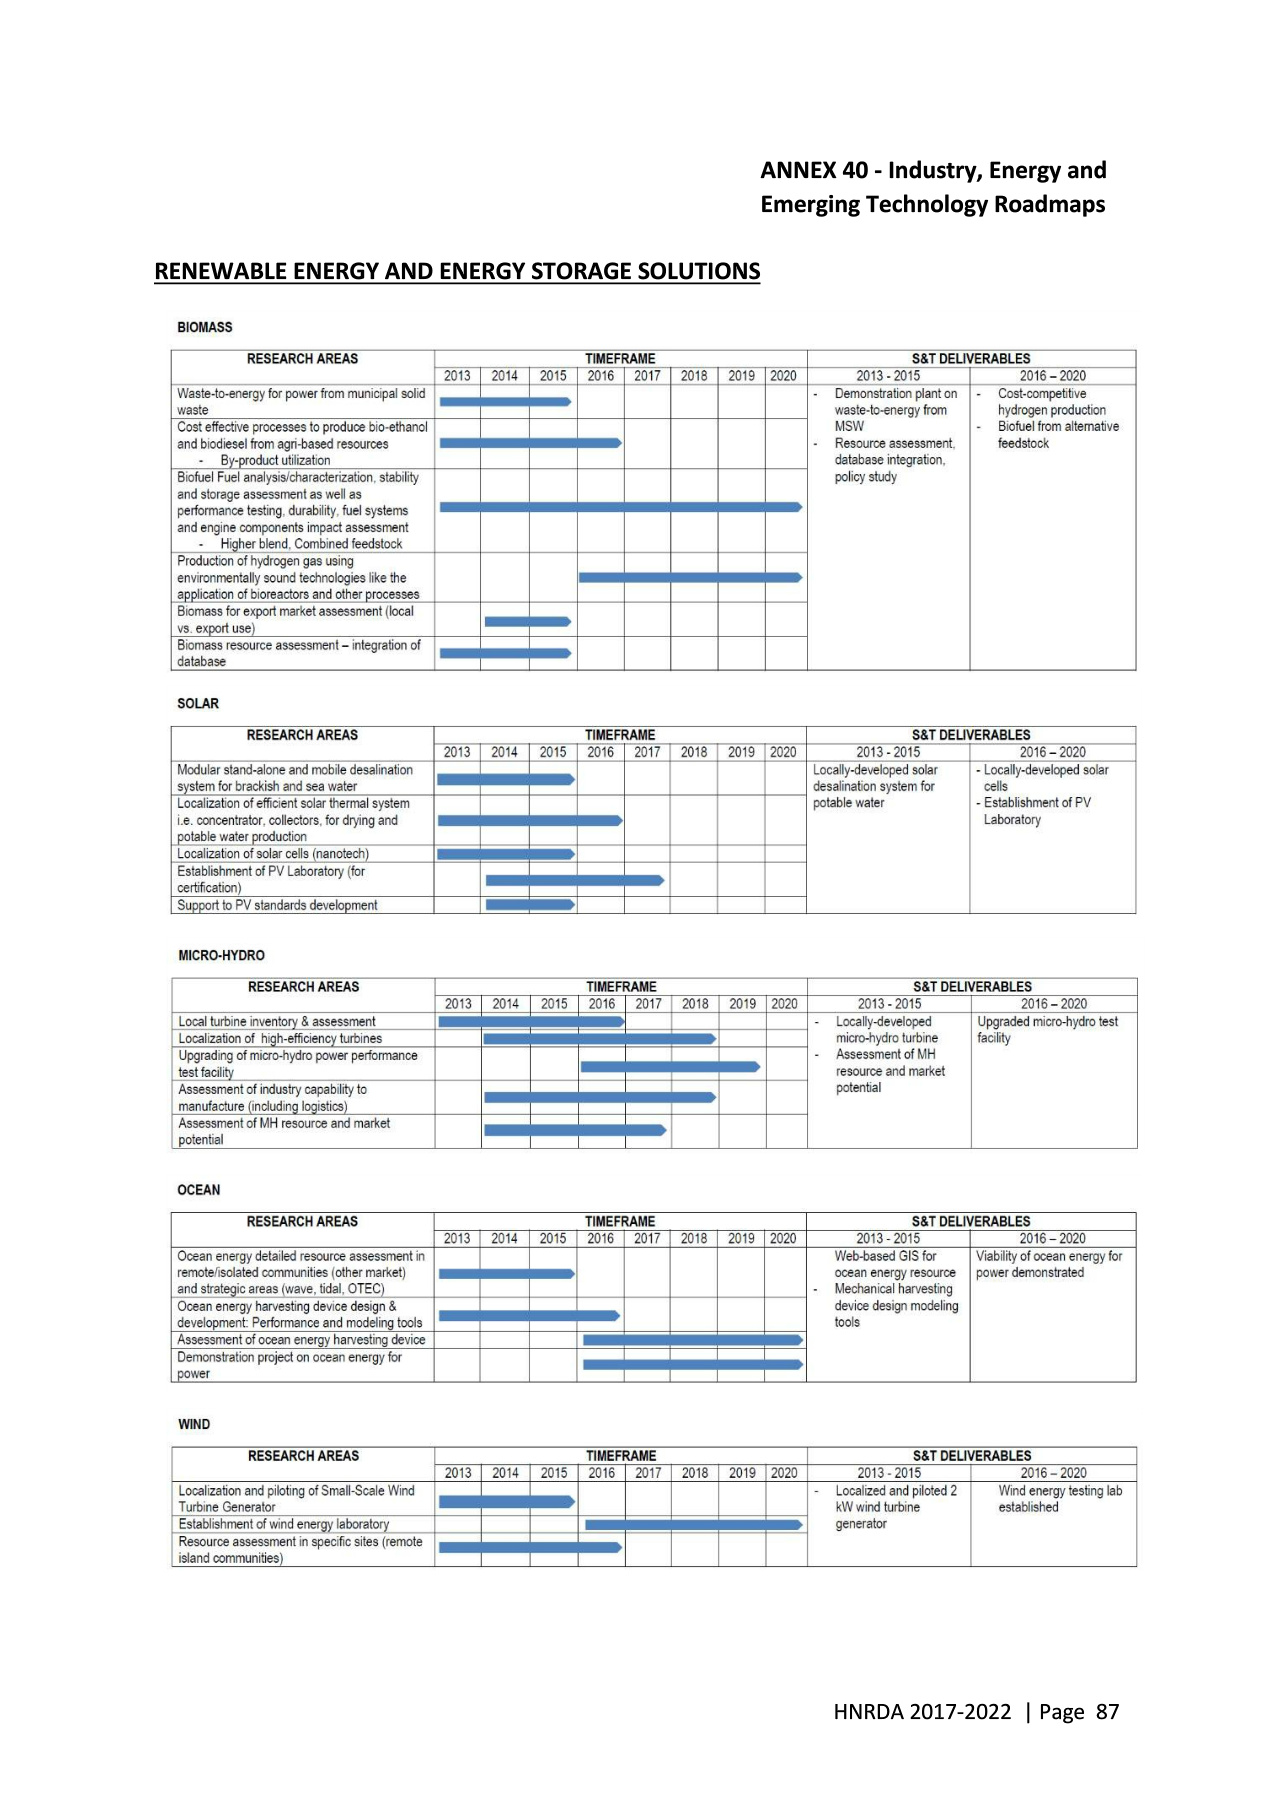 ANNEX 40 - Industry, Energy and
Emerging Technology Roadmaps
RENEWABLE ENERGY AND ENERGY STORAGE SOLUTIONS
BIOMASS
RESEARCH AREAS TIMEFRAME S&T DELIVERABLES
2013 2014 2015 2016 2017 2018 2019 2020 2013 - 2015 2016 – 2020
Waste-to-energy for power from municipal solid
waste
Cost effective processes to produce bio-ethanol
and biodiesel from agri-based resources
- By-product utilization
Biofuel Fuel analysis/characterization, stability
and storage assessment as well as
performance testing, durability, fuel systems
and engine components impact assessment
- Higher blend, Combined feedstock
Production of hydrogen gas using
environmentally sound technologies like the
application of bioreactors and other processes
Biomass for export market assessment (local
vs. export use)
Biomass resource assessment – integration of
database
- Demonstration plant on
waste-to-energy from
MSW
- Resource assessment,
database integration,
policy study
- Cost-competitive
hydrogen production
- Biofuel from alternative
feedstock
SOLAR
RESEARCH AREAS TIMEFRAME S&T DELIVERABLES
2013 2014 2015 2016 2017 2018 2019 2020 2013 - 2015 2016 – 2020
Modular stand-alone and mobile desalination
system for brackish and sea water
Localization of efficient solar thermal system
i.e. concentrator, collectors, for drying and
potable water production
Localization of solar cells (nanotech)
Establishment of PV Laboratory (for
certification)
Support to PV standards development
Locally-developed solar
desalination system for
potable water
- Locally-developed solar
cells
- Establishment of PV
Laboratory
MICRO-HYDRO
RESEARCH AREAS TIMEFRAME S&T DELIVERABLES
2013 2014 2015 2016 2017 2018 2019 2020 2013 - 2015 2016 – 2020
Local turbine inventory & assessment
Localization of high-efficiency turbines
Upgrading of micro-hydro power performance
test facility
Assessment of industry capability to
manufacture (including logistics)
Assessment of MH resource and market
potential
- Locally-developed
micro-hydro turbine
- Assessment of MH
resource and market
potential
Upgraded micro-hydro test
facility
OCEAN
RESEARCH AREAS TIMEFRAME S&T DELIVERABLES
2013 2014 2015 2016 2017 2018 2019 2020 2013 - 2015 2016 – 2020
Ocean energy detailed resource assessment in
remote/isolated communities (other market)
and strategic areas (wave, tidal, OTEC)
Ocean energy harvesting device design &
development: Performance and modeling tools
Assessment of ocean energy harvesting device
Demonstration project on ocean energy for
power
Web-based GIS for
ocean energy resource
- Mechanical harvesting
device design modeling
tools
Viability of ocean energy for
power demonstrated
WIND
RESEARCH AREAS TIMEFRAME S&T DELIVERABLES
2013 2014 2015 2016 2017 2018 2019 2020 2013 - 2015 2016 – 2020
Localization and piloting of Small-Scale Wind
Turbine Generator
Establishment of wind energy laboratory
Resource assessment in specific sites (remote
island communities)
- Localized and piloted 2
kW wind turbine
generator
Wind energy testing lab
established
HNRDA 2017-2022 | Page 87